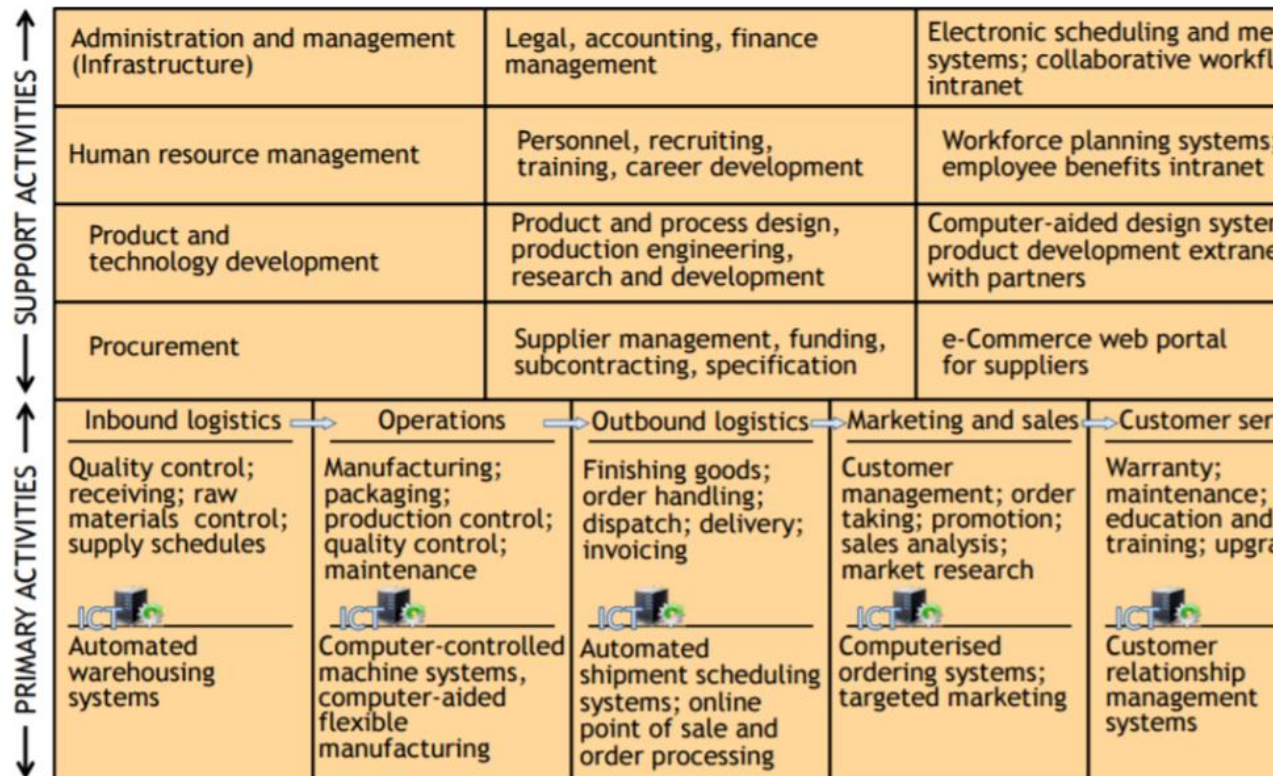 SUPPORT ACTIVITIES
Administration and management
(Infrastructure)
Legal, accounting, finance
management
Electronic scheduling and
systems; collaborative
intranet
Human resource management
Personnel, recruiting,
training, career development
Workforce planning systems;
employee benefits intranet
Product and
technology development
Product and process design,
production engineering,
research and development
Computer-aided design
product development
with partners
Procurement
Supplier management, funding,
subcontracting, specification
e-Commerce web portal
for suppliers
PRIMARY ACTIVITIES
Inbound logistics
Quality control;
receiving; raw
materials control;
supply schedules
ICT
Automated
warehousing
systems
Operations
Manufacturing;
packaging;
production control;
quality control;
maintenance
ICT
Computer-controlled
machine systems,
computer-aided
flexible
manufacturing
Outbound logistics
Finishing goods;
order handling;
dispatch; delivery;
invoicing
ICT
Automated
shipment scheduling
systems; online
point of sale and
order processing
Marketing and sales
Customer
management; order
taking; promotion;
sales analysis;
market research
ICT
Computerised
ordering systems;
targeted marketing
Customer
Warranty;
maintenance;
education and
training;
ICT
Customer
relationship
management
systems